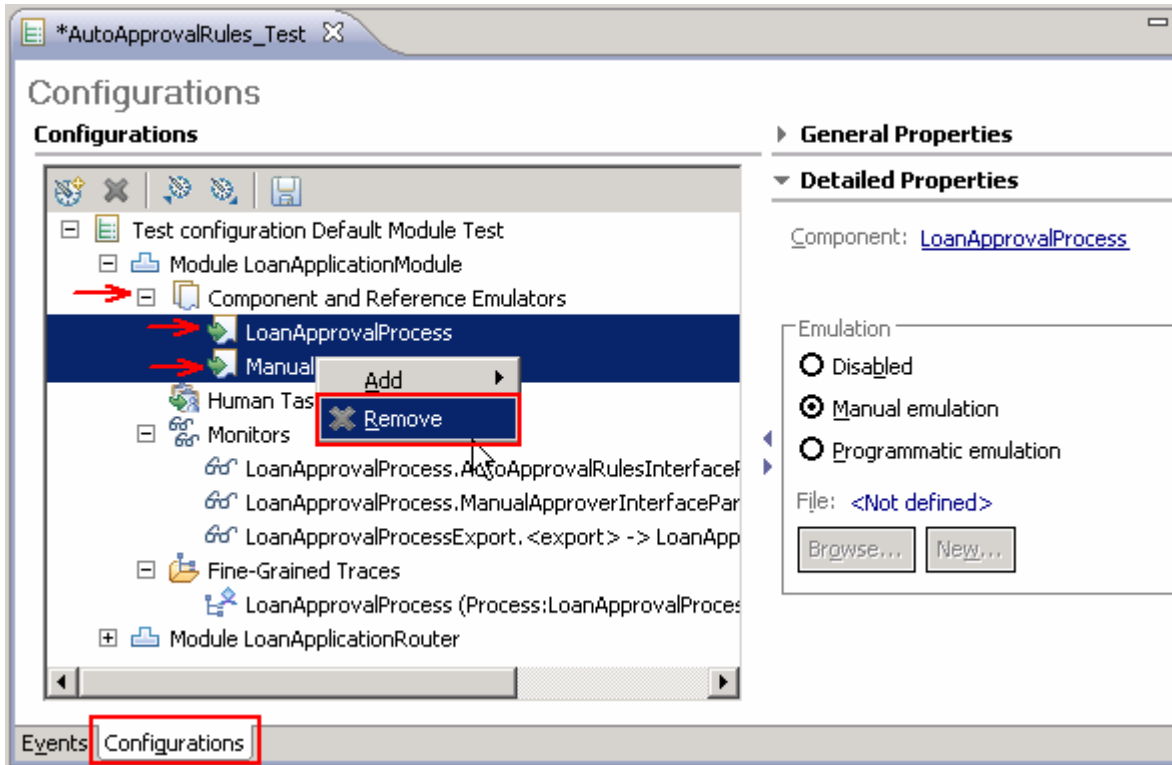 *AutoApprovalRules_Test
Configurations
Configurations
Test configuration Default Module Test
Module LoanApplicationModule
Component and Reference Emulators
LoanApprovalProcess
Manual
Add
Human Tas
Remove
Monitors
LoanApprovalProcess.AutoApprovalRulesInterfaceP
LoanApprovalProcess.ManualApproverInterfacePar
LoanApprovalProcessExport.<export> -> LoanApp
Fine-Grained Traces
LoanApprovalProcess (Process:LoanApprovalProces
Module LoanApplicationRouter
General Properties
Detailed Properties
Component: LoanApprovalProcess
Emulation
Disabled
Manual emulation
Programmatic emulation
File: <Not defined>
Browse... New...
Events Configurations